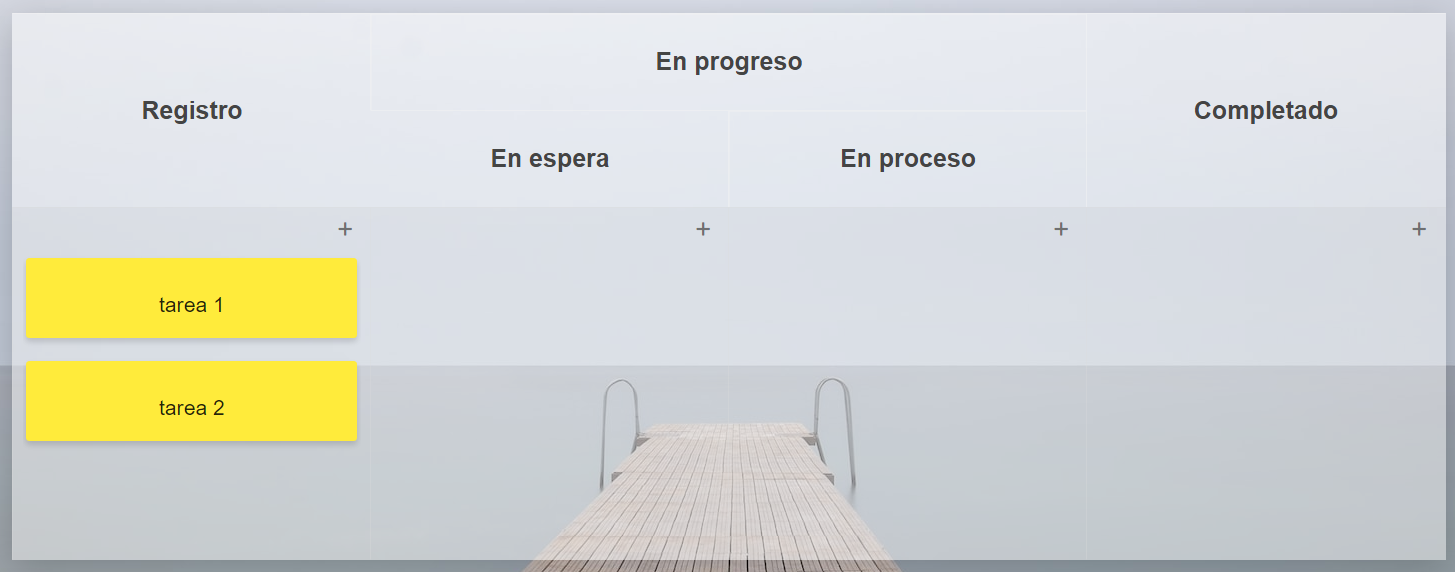 Registro
En progreso
En espera
En proceso
Completado
+
+
+
+
tarea 1
tarea 2